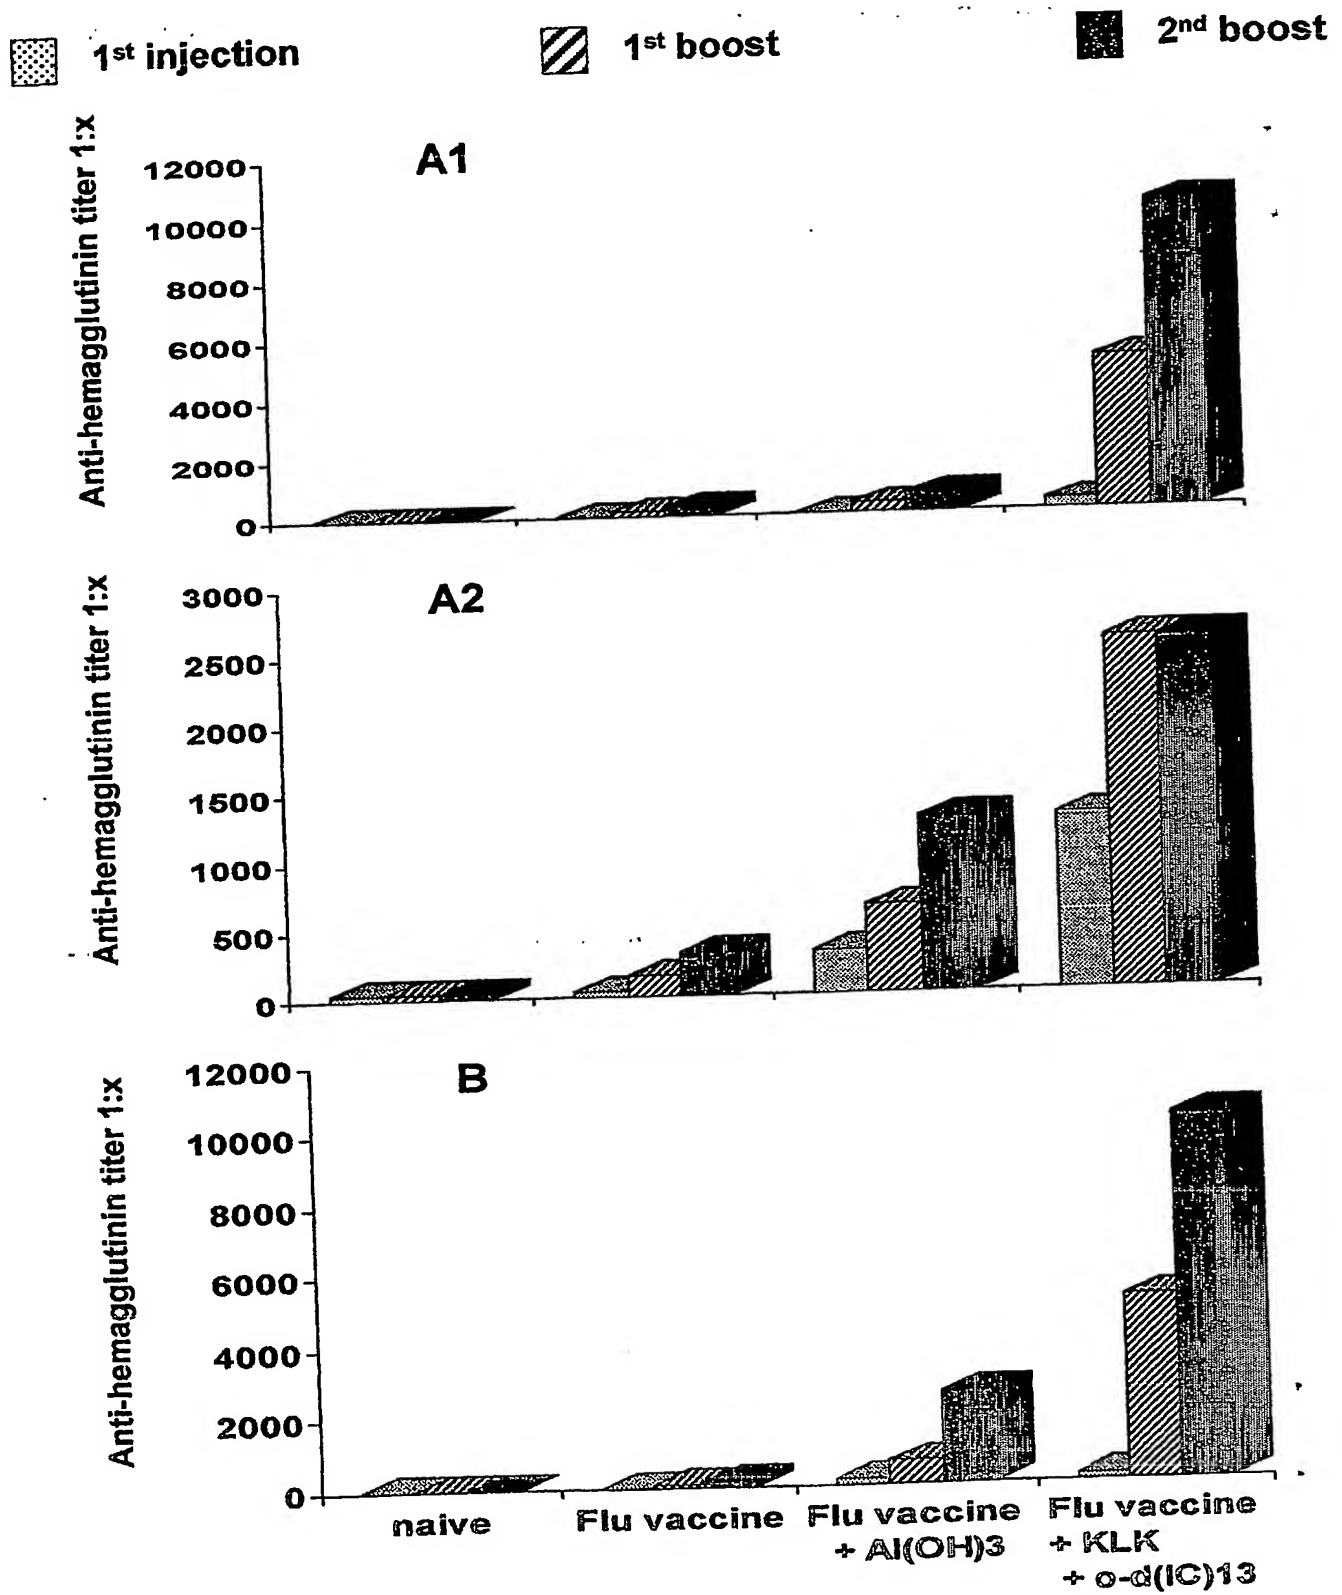 1st injection 1st boost 2nd boost
A1
Anti-hemagglutinin titer 1:x
12000
10000
8000
6000
4000
2000
0
A2
Anti-hemagglutinin titer 1:x
3000
2500
2000
1500
1000
500
0
B
Anti-hemagglutinin titer 1:x
12000
10000
8000
6000
4000
2000
0
naive
Flu vaccine
Flu vaccine
+ Al(OH)3
Flu vaccine
+ KLK
+ o-d(IC)13